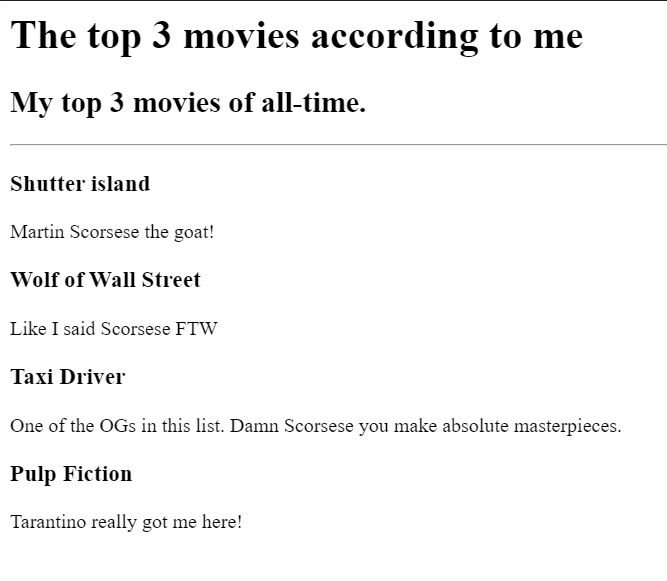 The top 3 movies according to me
My top 3 movies of all-time.
Shutter island
Martin Scorsese the goat!
Wolf of Wall Street
Like I said Scorsese FTW
Taxi Driver
One of the OGs in this list. Damn Scorsese you make absolute masterpieces.
Pulp Fiction
Tarantino really got me here!